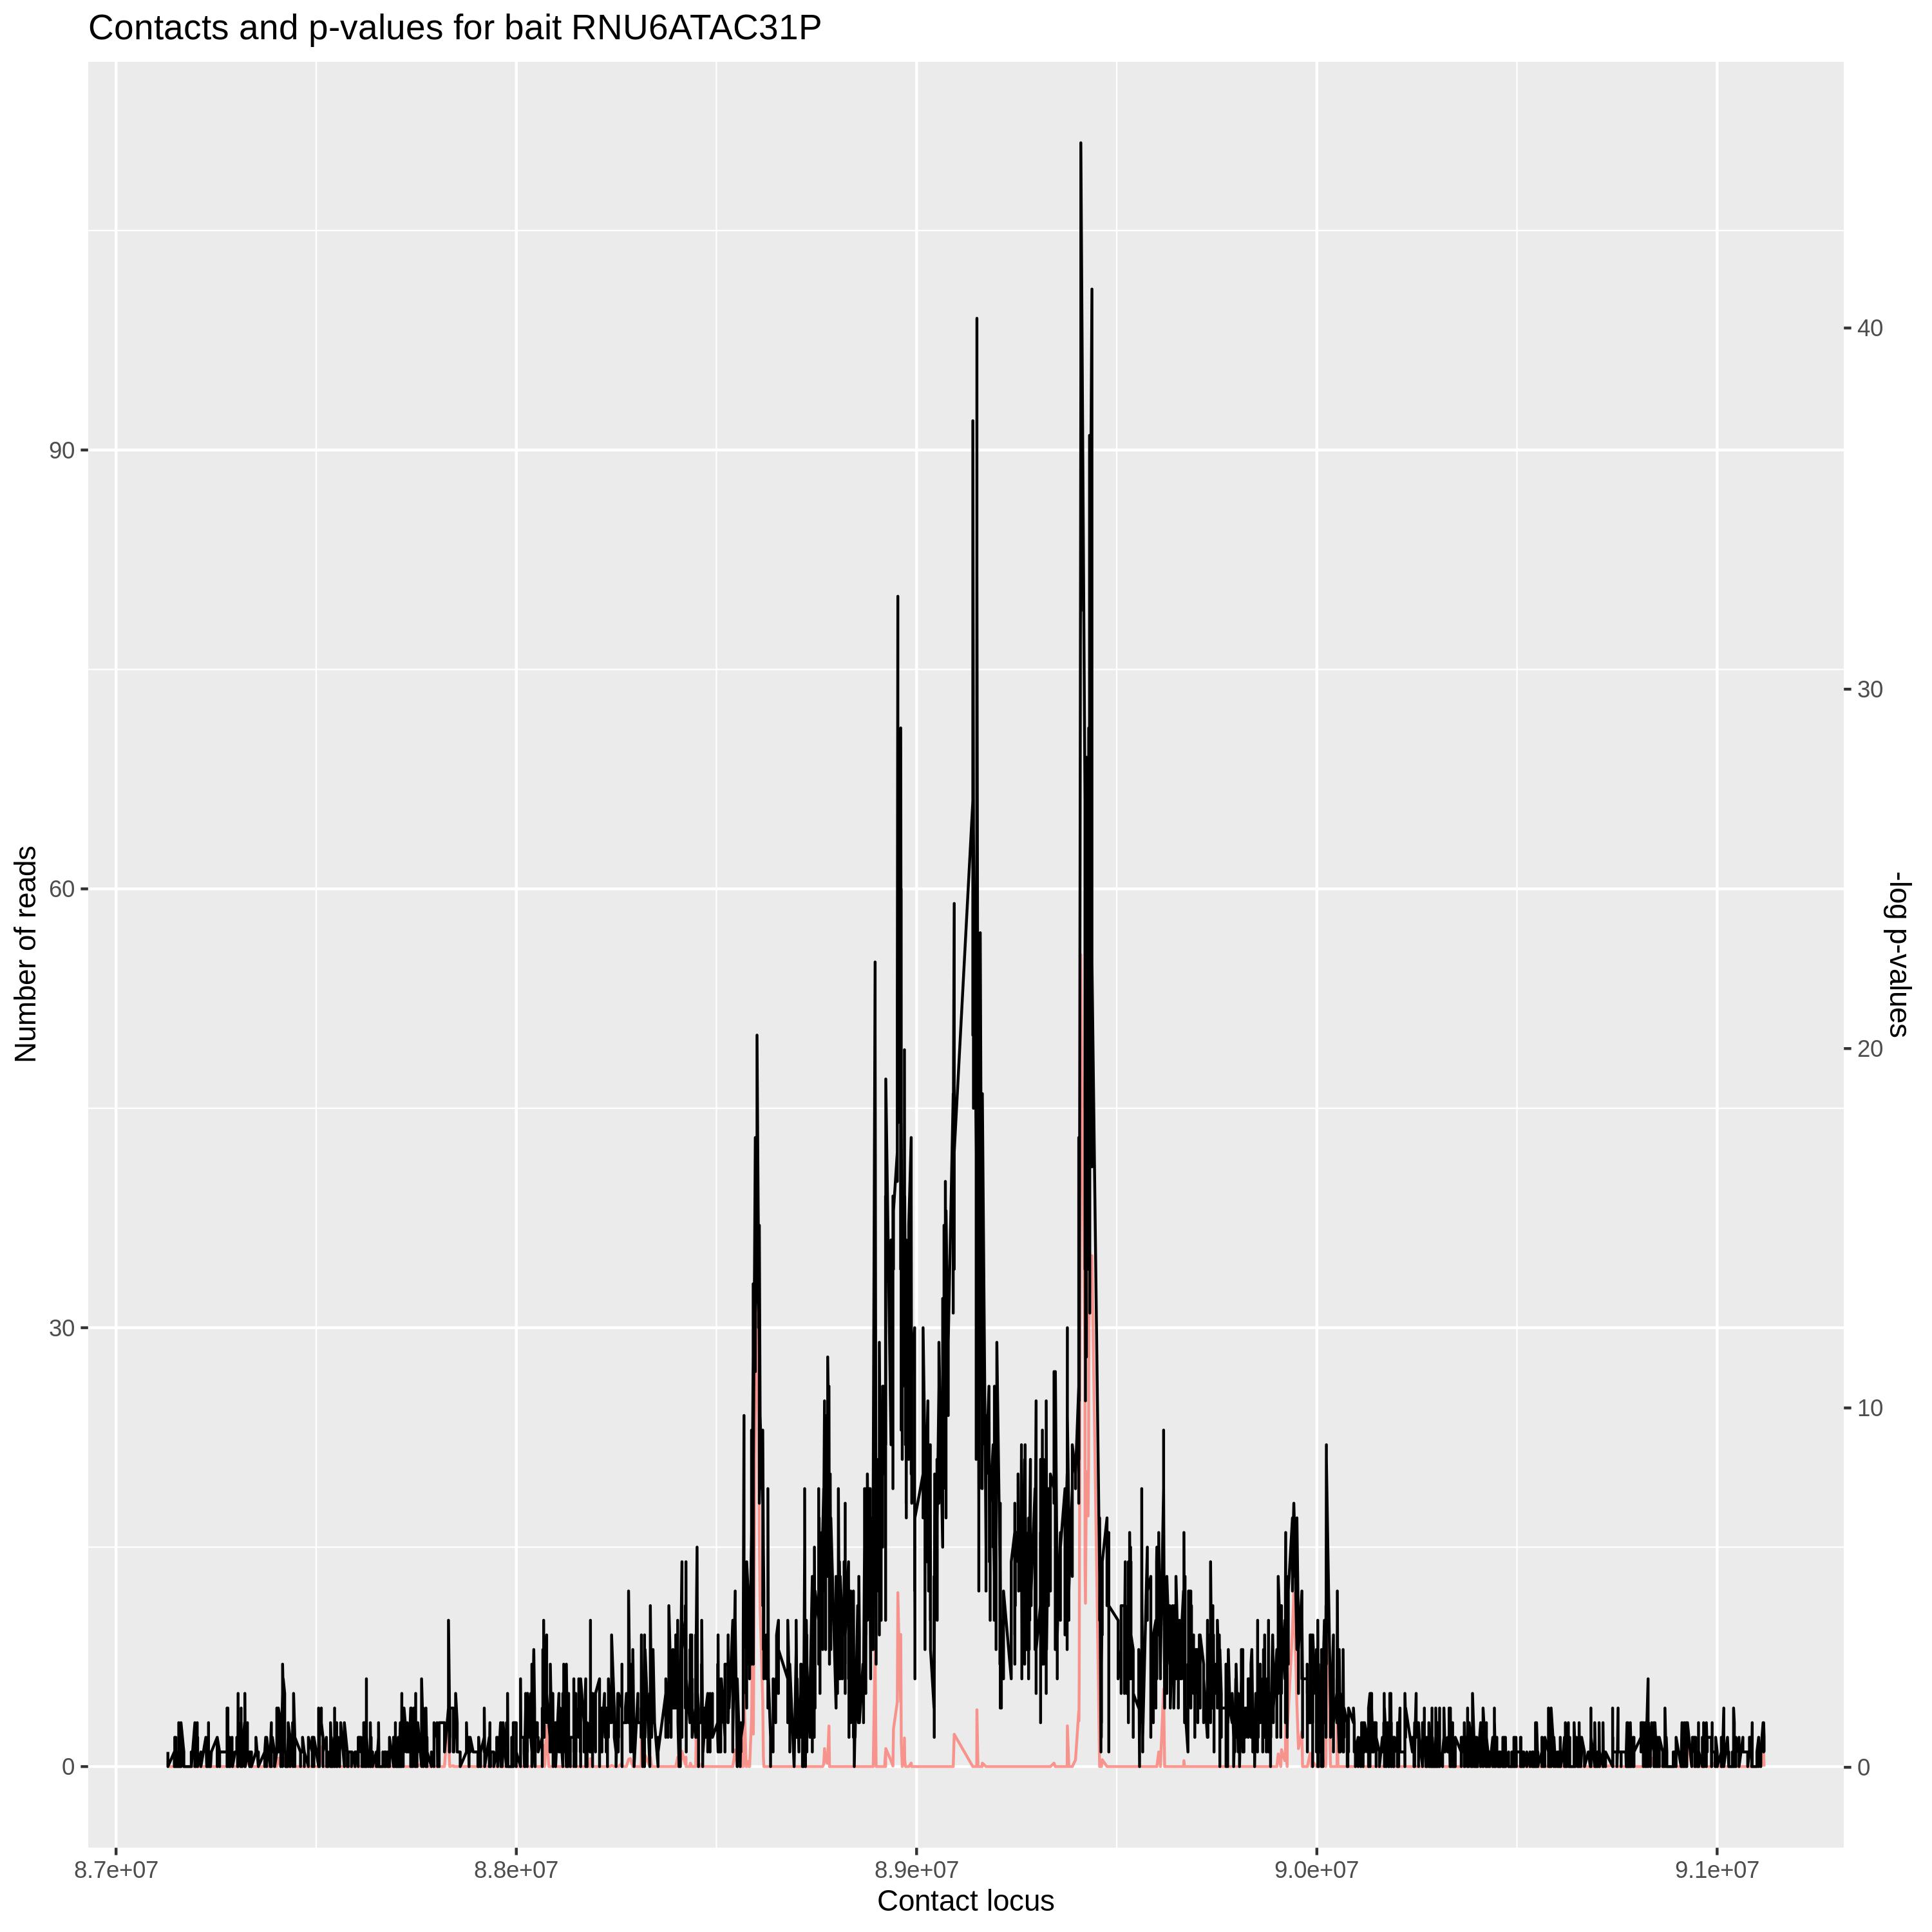 Contacts and p-values for bait RNU6ATAC31P
Number of reads
90
60
30
0
40
30
20
10
0
-log p-values
8.7e+07 8.8e+07 8.9e+07 9.0e+07 9.1e+07
Contact locus